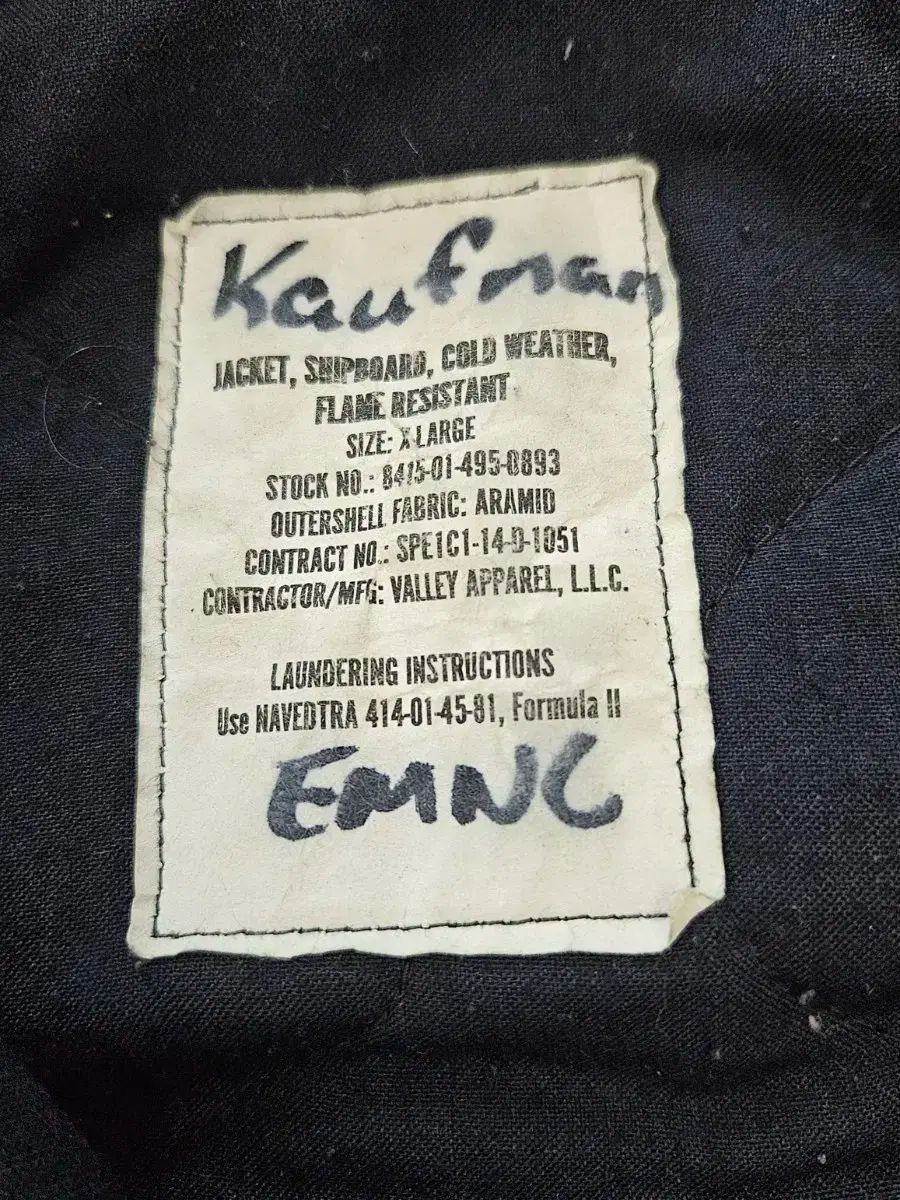 Kaufman
JACKET, SHIPBOARD, COLD WEATHER,
FLAME RESISTANT
SIZE: X-LARGE
STOCK NO.: 8415-01-495-0893
OUTERSHELL FABRIC: ARAMID
CONTRACT NO.: SPE1C1-14-D-1051
CONTRACTOR/MFG: VALLEY APPAREL, L.L.C.
LAUNDERING INSTRUCTIONS
Use NAVEDTRA 414-01-45-81, Formula II
EMNC